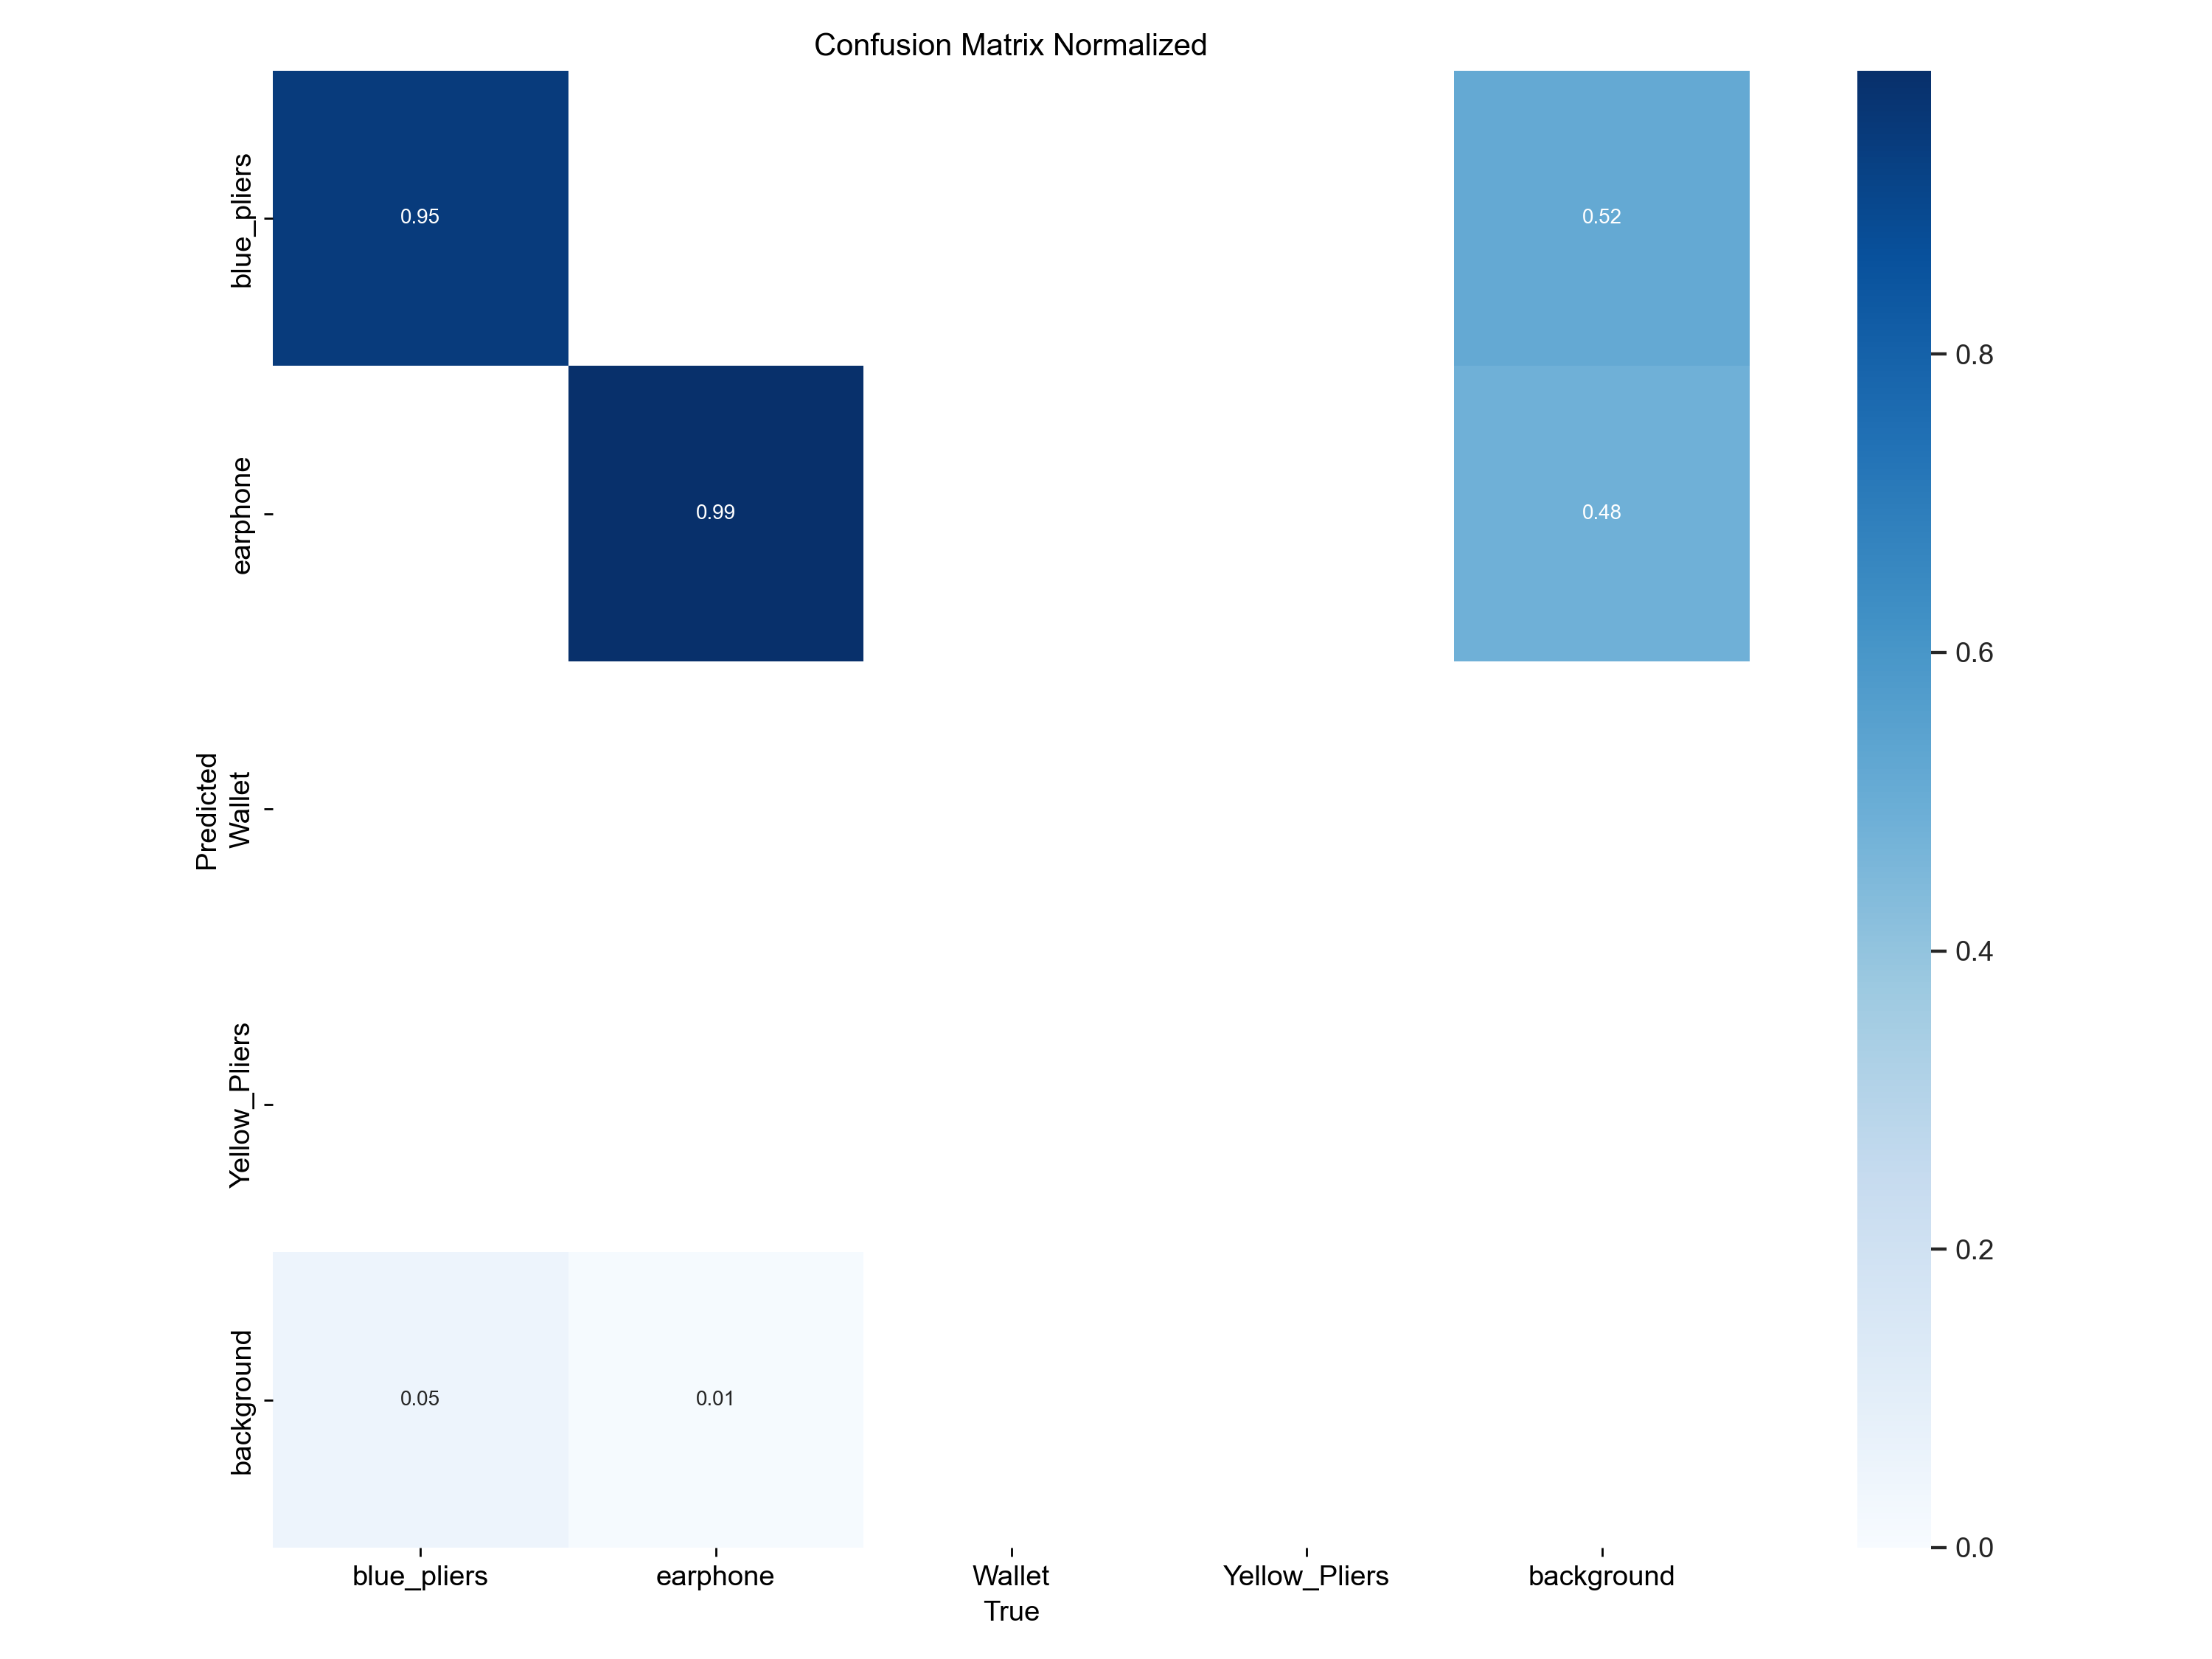 Confusion Matrix Normalized
blue_pliers
0.95
0.52
earphone
0.99
0.48
Predicted
Wallet
Yellow_Pliers
background
0.05
0.01
blue_pliers
earphone
Wallet
Yellow_Pliers
background
True
0.8
0.6
0.4
0.2
0.0